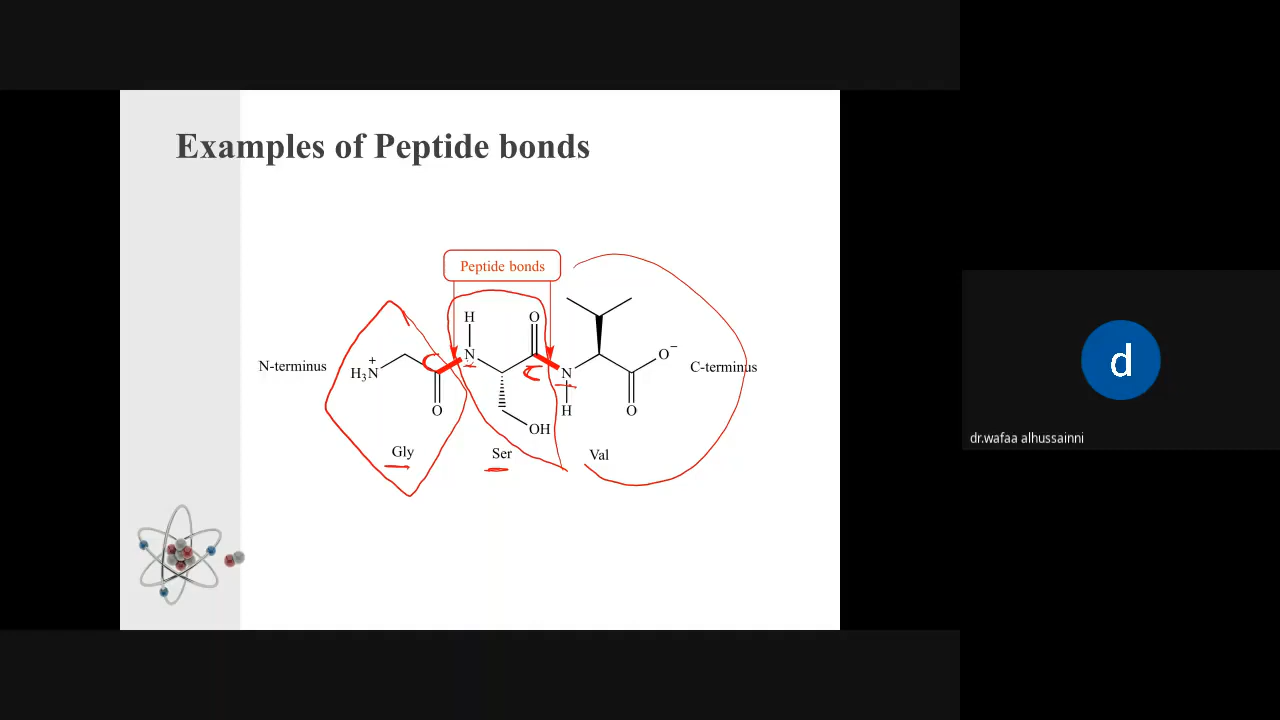 Examples of Peptide bonds
Peptide bonds
H
O
N
N-terminus
+
H3N
N
O−
C-terminus
O
H
O
OH
Gly
Ser
Val
d
dr.wafaa alhussainni